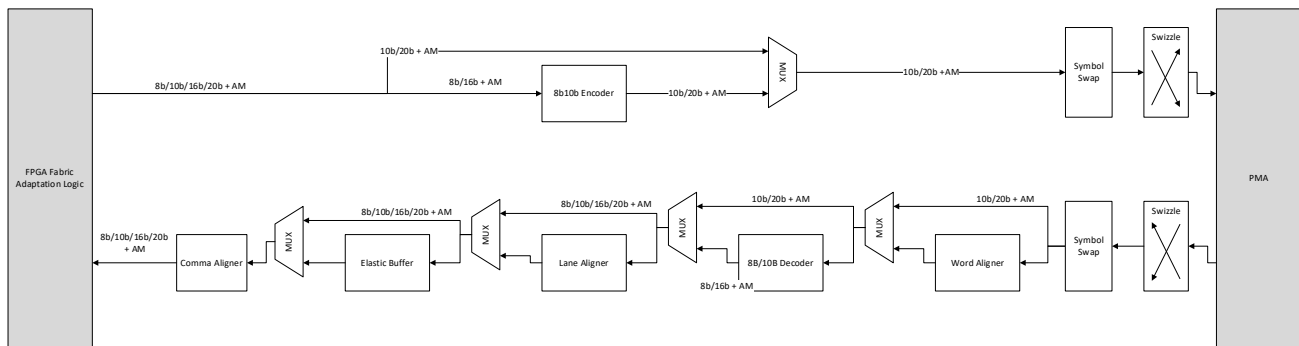 Swizzle
10b/20b + AM
MUX
8b/10b/16b/20b + AM
8b/16b + AM
8b10b Encoder
10b/20b + AM
10b/20b +AM
Symbol
Swap
FPGA Fabric
Adaptation Logic
PMA
8b/10b/16b/20b
+ AM
Comma Aligner
MUX
8b/10b/16b/20b + AM
Elastic Buffer
MUX
8b/10b/16b/20b + AM
Lane Aligner
MUX
10b/20b + AM
8B/10B Decoder
8b/16b + AM
MUX
10b/20b + AM
Word Aligner
Symbol
Swap
Swizzle